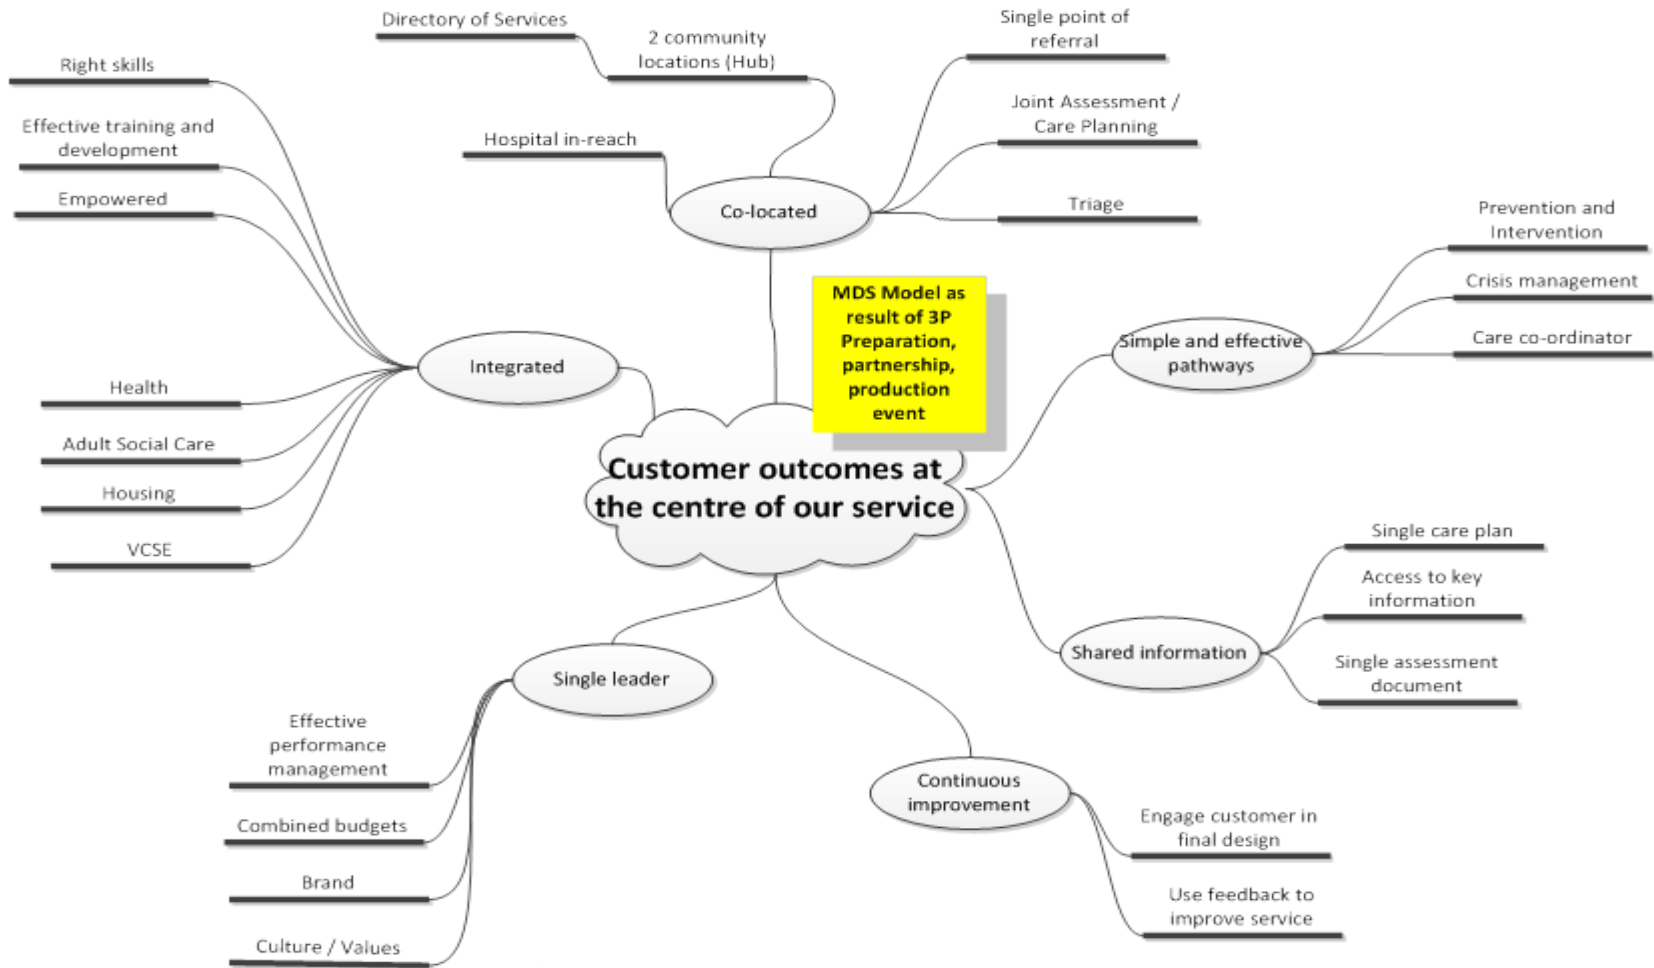 Directory of Services
2 community
locations (Hub)
Hospital in-reach
Single point of
referral
Joint Assessment /
Care Planning
Triage
Co-located
Right skills
Effective training and
development
Empowered
Integrated
Health
Adult Social Care
Housing
VCSE
MDS Model as
result of 3P
Preparation,
partnership,
production
event
Prevention and
Intervention
Crisis management
Care co-ordinator
Simple and effective
pathways
Customer outcomes at
the centre of our service
Single care plan
Access to key
information
Single assessment
document
Shared information
Single leader
Effective
performance
management
Combined budgets
Brand
Culture / Values
Continuous
improvement
Engage customer in
final design
Use feedback to
improve service